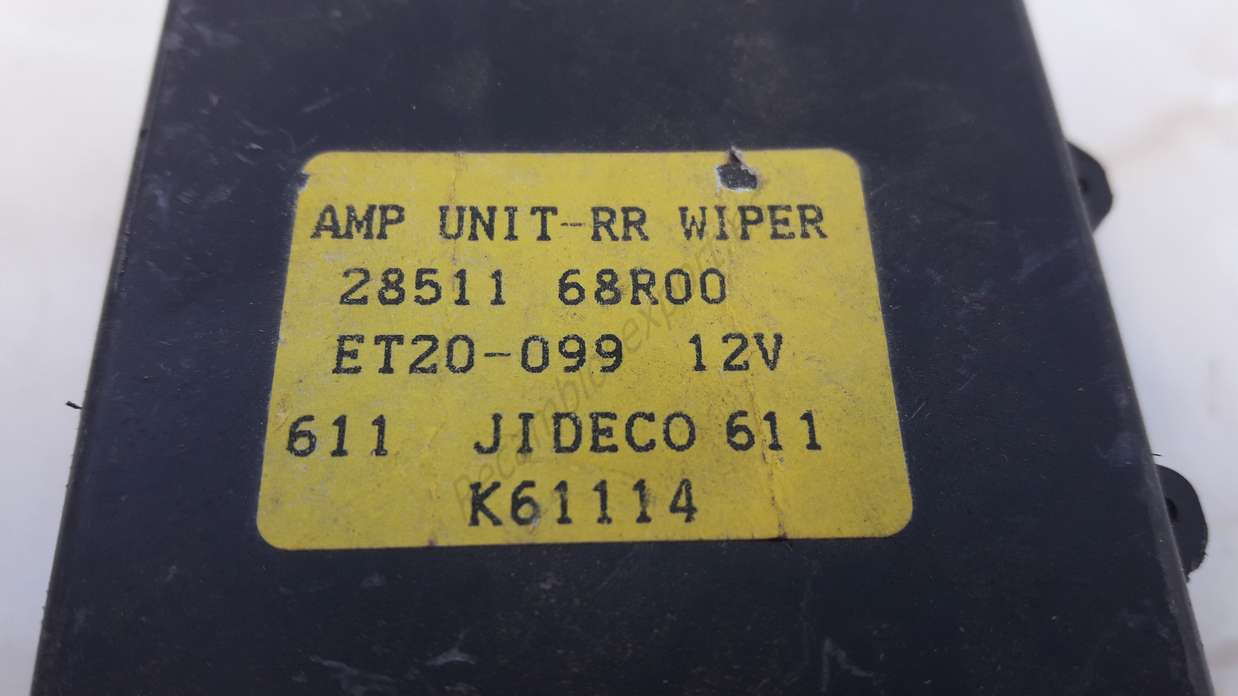 AMP UNIT-RR WIPER
28511 68R00
ET20-099 12V
611 JIDECO 611
K61114